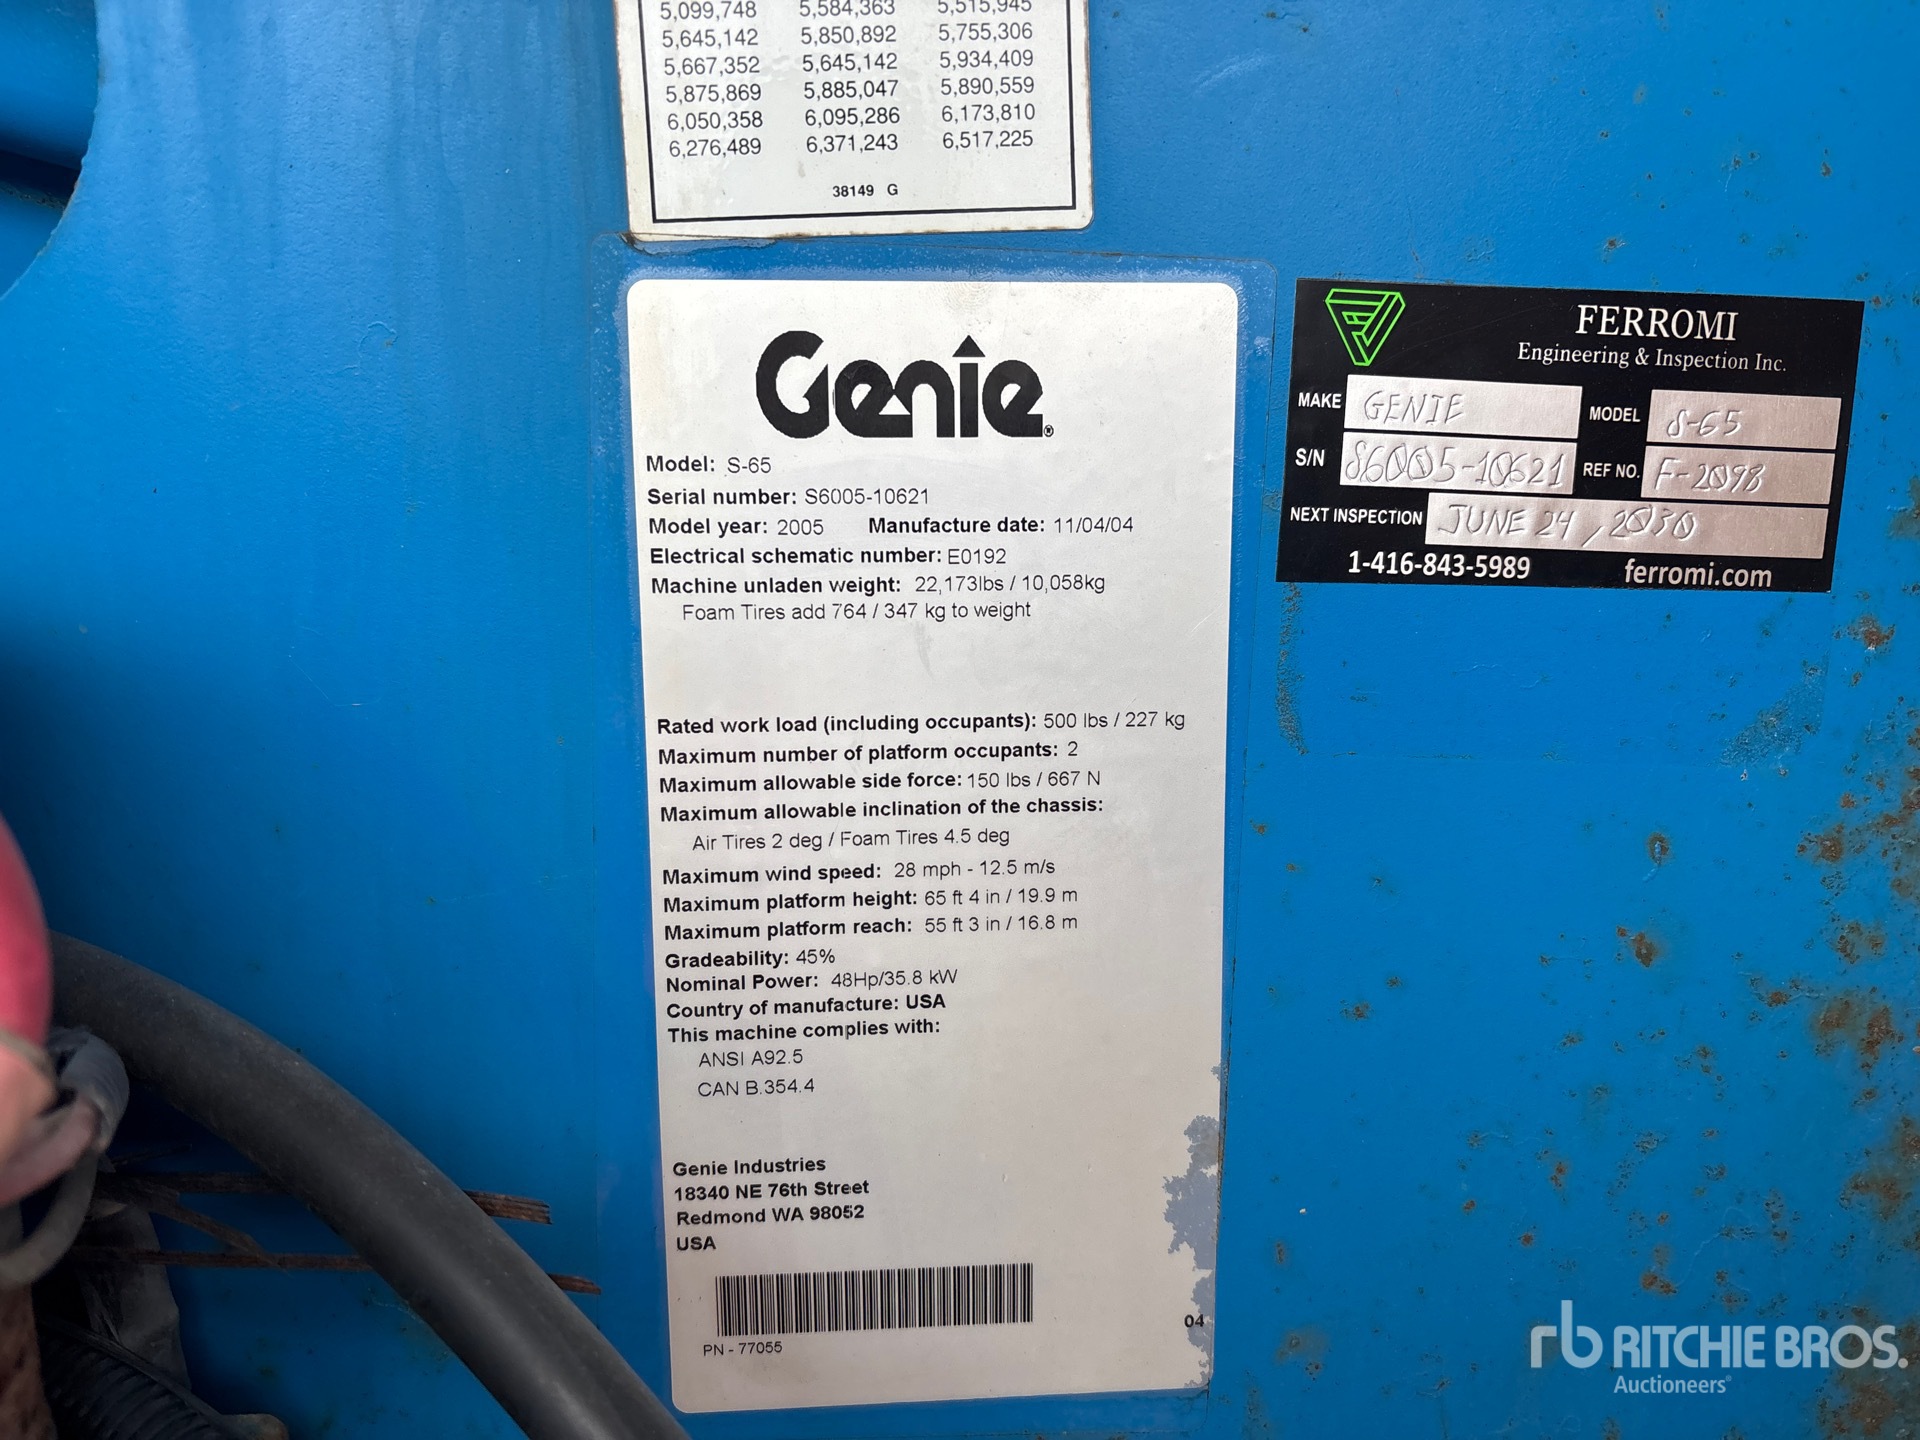 5,099,748 5,584,363 5,515,945
5,645,142 5,850,892 5,755,306
5,667,352 5,645,142 5,934,409
5,875,869 5,885,047 5,890,559
6,050,358 6,095,286 6,173,810
6,276,489 6,371,243 6,517,225
38149 G
Genie®
Model: S-65
Serial number: S6005-10621
Model year: 2005 Manufacture date: 11/04/04
Electrical schematic number: E0192
Machine unladen weight: 22,173lbs / 10,058kg
Foam Tires add 764 / 347 kg to weight
Rated work load (including occupants): 500 lbs / 227 kg
Maximum number of platform occupants: 2
Maximum allowable side force: 150 lbs / 667 N
Maximum allowable inclination of the chassis:
Air Tires 2 deg / Foam Tires 4.5 deg
Maximum wind speed: 28 mph - 12.5 m/s
Maximum platform height: 65 ft 4 in / 19.9 m
Maximum platform reach: 55 ft 3 in / 16.8 m
Gradeability: 45%
Nominal Power: 48Hp/35.8 kW
Country of manufacture: USA
This machine complies with:
ANSI A92.5
CAN B.354.4
Genie Industries
18340 NE 76th Street
Redmond WA 98052
USA
04
PN - 77055
FERROMI
Engineering & Inspection Inc.
MAKE GENIE MODEL S-65
S/N S6005-10621 REF NO. F-2093
NEXT INSPECTION JUNE 24, 2030
1-416-843-5989 ferromi.com
rb RITCHIE BROS.
Auctioneers®